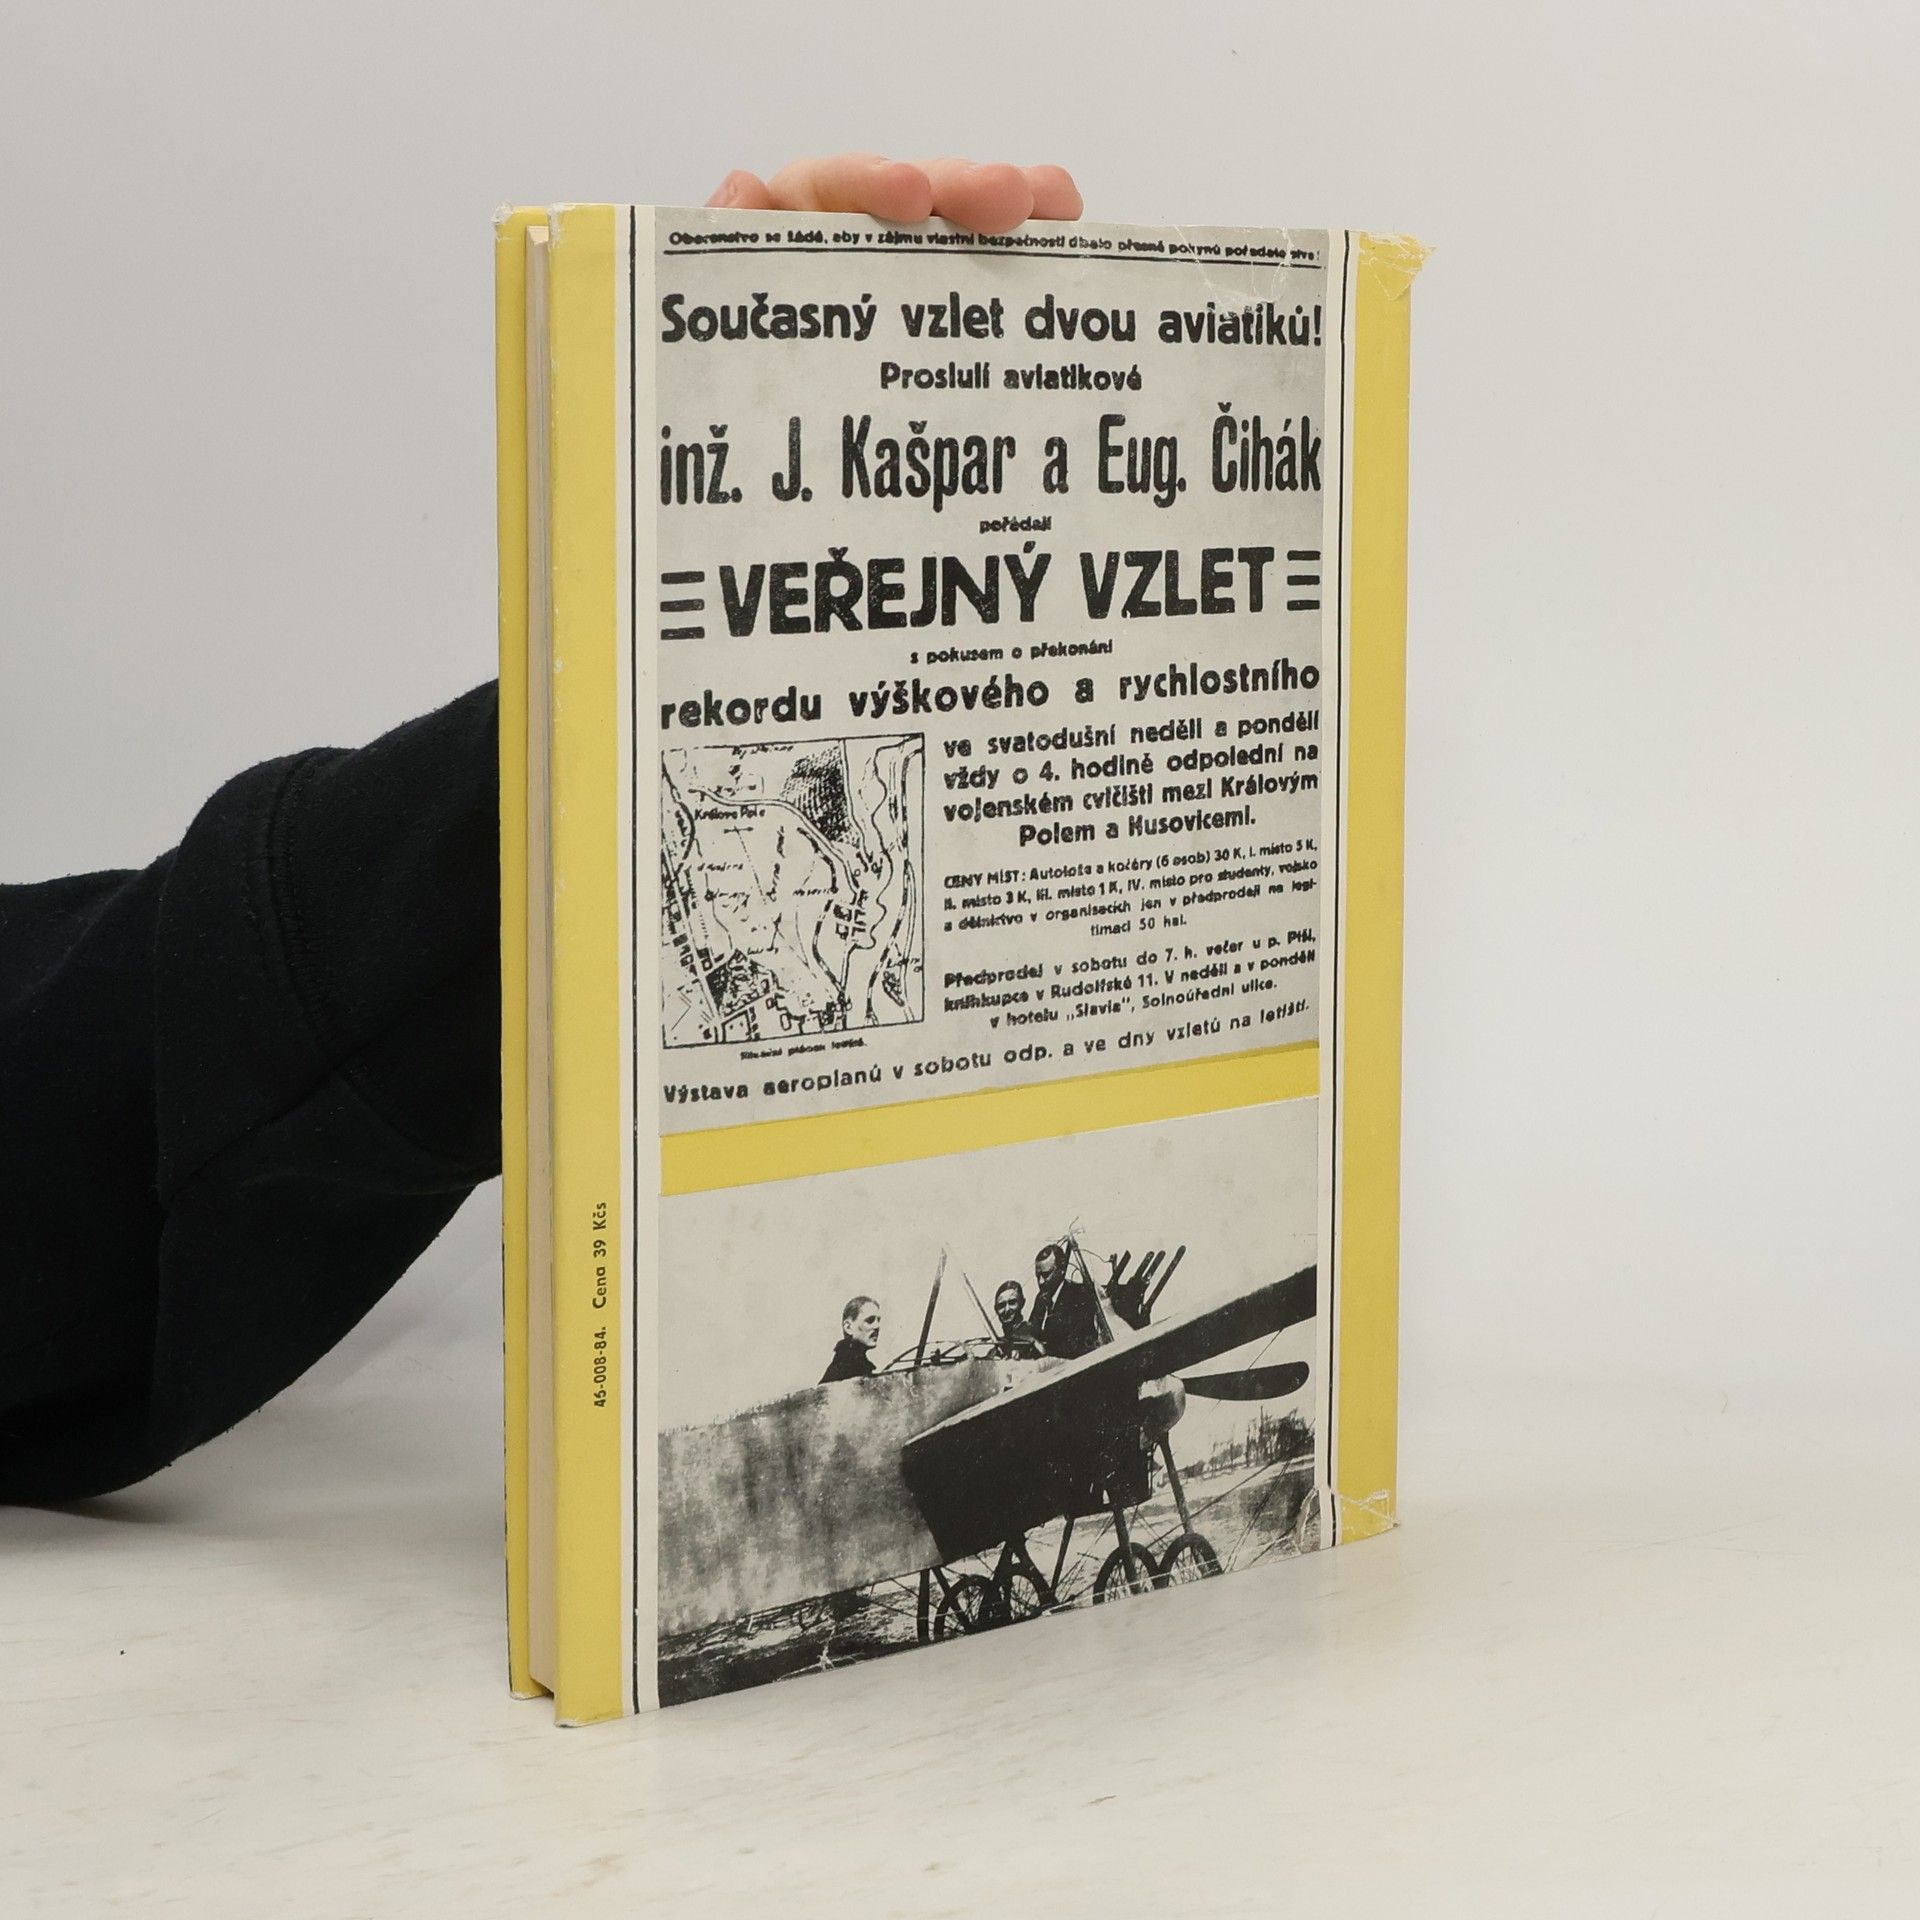 Obecenstvo se žádá, aby v zájmu vlastní bezpečnosti dbalo přesně pokynů pořadatelstva!
Současný vzlet dvou aviatiků!
Proslulí aviatikové
inž. J. Kašpar a Eug. Čihák
pořádají
VEŘEJNÝ VZLET
s pokusem o překonání
rekordu výškového a rychlostního
ve svatodušní neděli a pondělí
vždy o 4. hodině odpolední na
vojenském cvičišti mezi Královým
Polem a Husovicemi.
CENY MÍST: Autolože a kočáry (6 osob) 30 K, I. místo 5 K,
II. místo 3 K, III. místo 1 K, IV. místo pro studenty, vojsko
a dělnictvo v organisacích jen v předprodeji na legi-
timaci 50 hal.
Předprodej v sobotu do 7. h. večer u p. Píši,
knihkupce v Rudolfské 11. V neděli a v pondělí
v hotelu „Slavia", Solnoúřední ulice.
Královo Pole
Výstava aeroplanů v sobotu odp. a ve dny vzletů na letišti.
46-008-84. Cena 39 Kčs